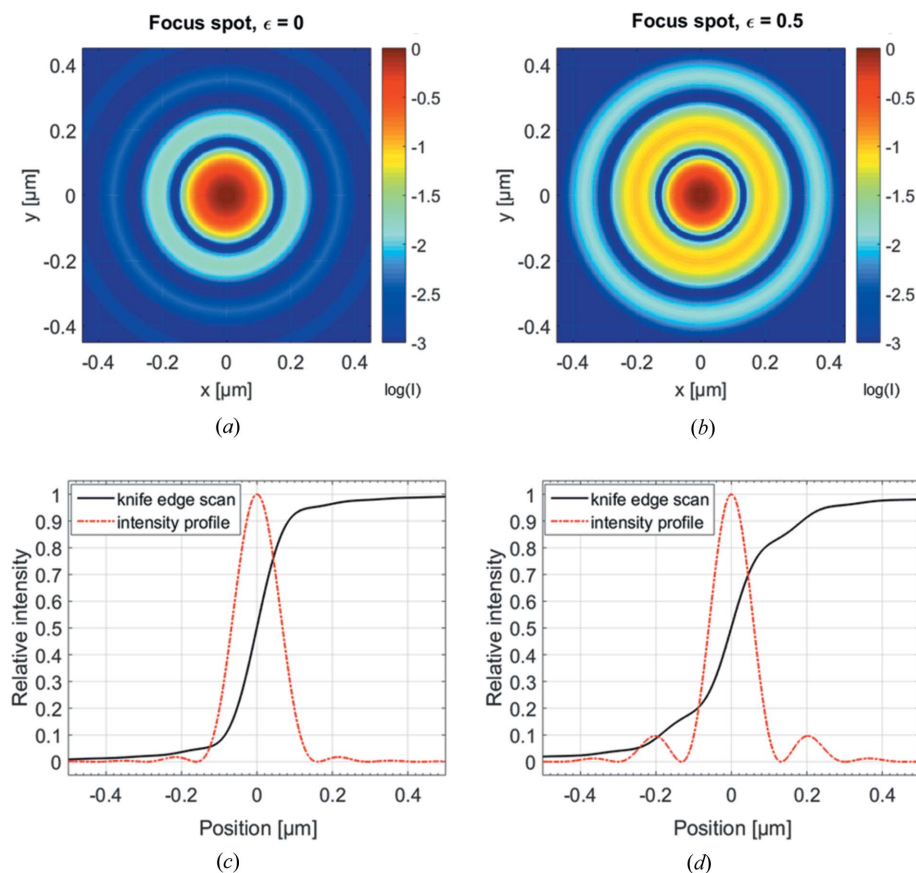 Focus spot, ϵ = 0
Focus spot, ϵ = 0.5
0.4
0.2
0
-0.2
-0.4
y [μm]
-0.4 -0.2 0 0.2 0.4
x [μm]
0
-0.5
-1
-1.5
-2
-2.5
-3
log(I)
(a)
0.4
0.2
0
-0.2
-0.4
y [μm]
-0.4 -0.2 0 0.2 0.4
x [μm]
0
-0.5
-1
-1.5
-2
-2.5
-3
log(I)
(b)
knife edge scan
intensity profile
1
0.9
0.8
0.7
0.6
0.5
0.4
0.3
0.2
0.1
0
Relative intensity
-0.4 -0.2 0 0.2 0.4
Position [μm]
(c)
knife edge scan
intensity profile
1
0.9
0.8
0.7
0.6
0.5
0.4
0.3
0.2
0.1
0
Relative intensity
-0.4 -0.2 0 0.2 0.4
Position [μm]
(d)